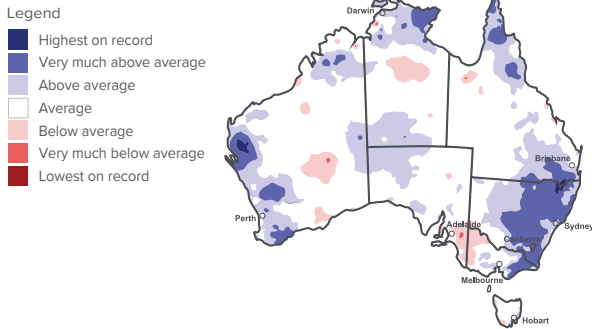 Legend
Highest on record
Very much above average
Above average
Average
Below average
Very much below average
Lowest on record
Darwin
Brisbane
Perth
Adelaide
Sydney
Canberra
Melbourne
Hobart